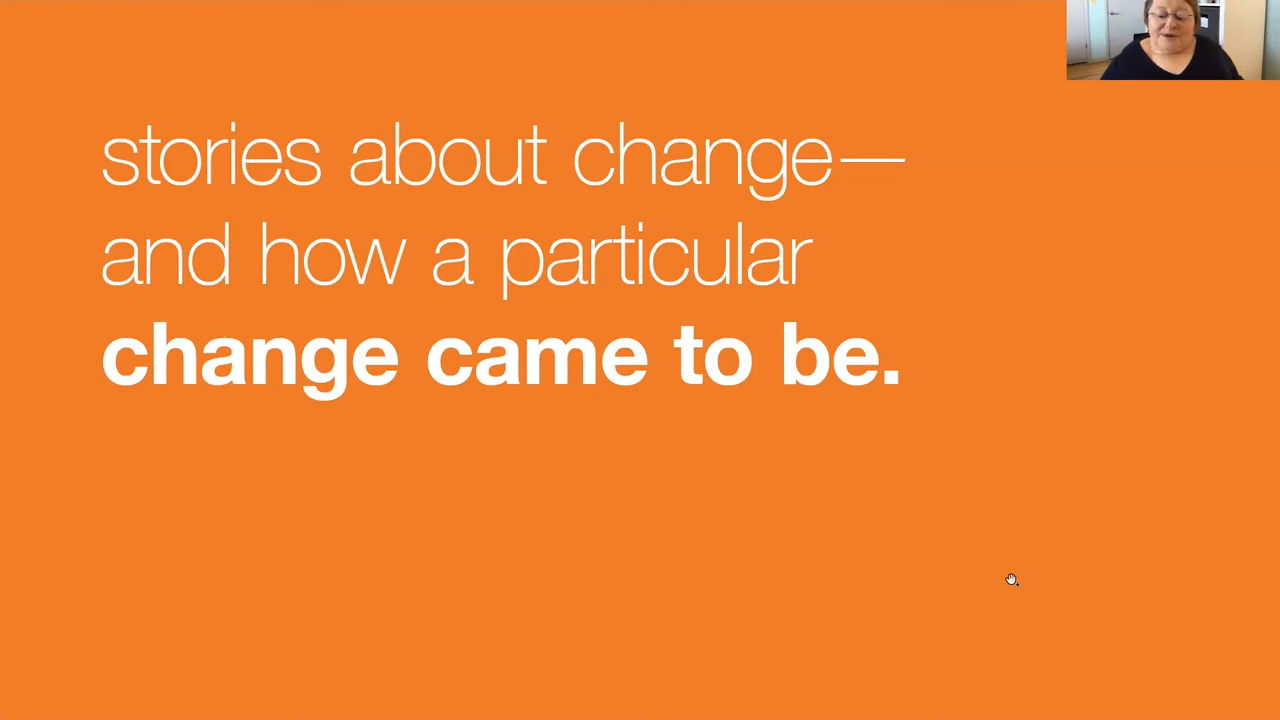 stories about change—
and how a particular
change came to be.